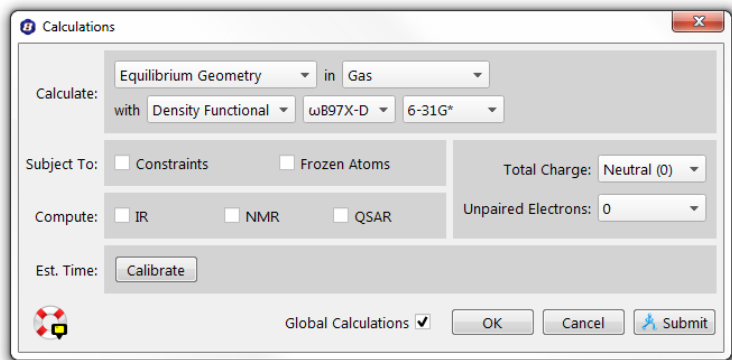 Calculations
Calculate: Equilibrium Geometry in Gas
with Density Functional ωB97X-D 6-31G*
Subject To: Constraints Frozen Atoms
Total Charge: Neutral (0)
Compute: IR NMR QSAR
Unpaired Electrons: 0
Est. Time: Calibrate
Global Calculations OK Cancel Submit